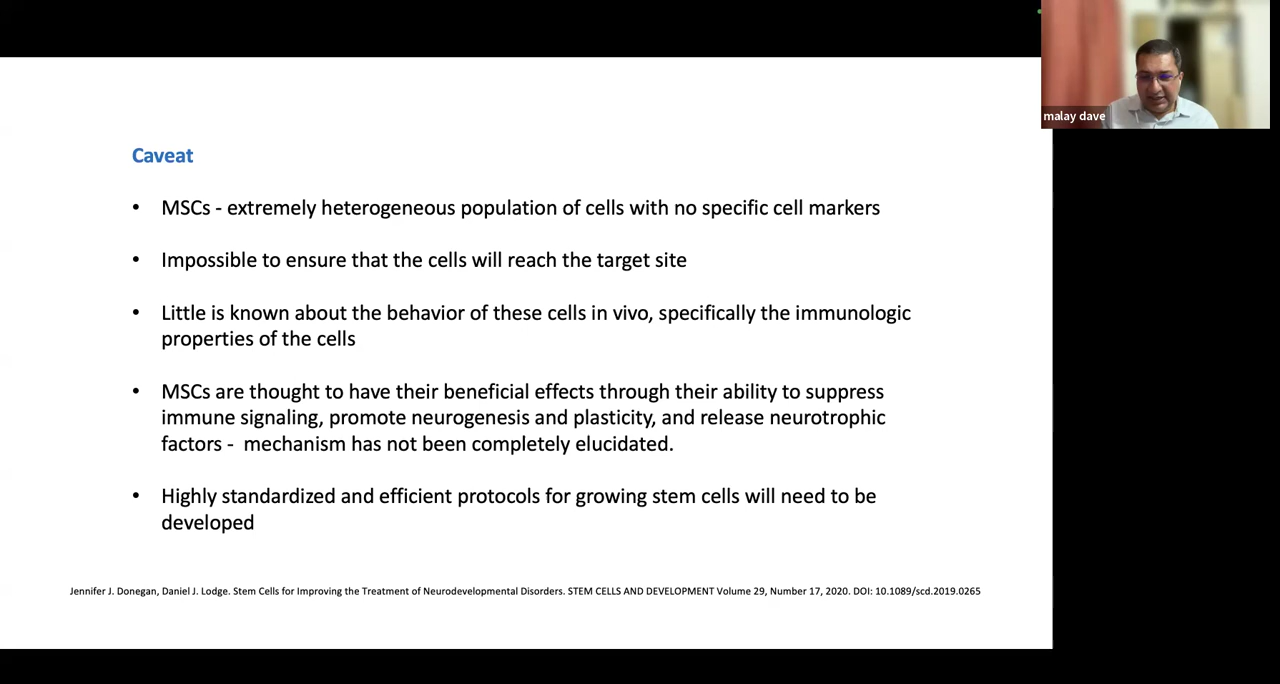 malay dave
Caveat
• MSCs - extremely heterogeneous population of cells with no specific cell markers
• Impossible to ensure that the cells will reach the target site
• Little is known about the behavior of these cells in vivo, specifically the immunologic
properties of the cells
• MSCs are thought to have their beneficial effects through their ability to suppress
immune signaling, promote neurogenesis and plasticity, and release neurotrophic
factors -  mechanism has not been completely elucidated.
• Highly standardized and efficient protocols for growing stem cells will need to be
developed
Jennifer J. Donegan, Daniel J. Lodge. Stem Cells for Improving the Treatment of Neurodevelopmental Disorders. STEM CELLS AND DEVELOPMENT Volume 29, Number 17, 2020. DOI: 10.1089/scd.2019.0265